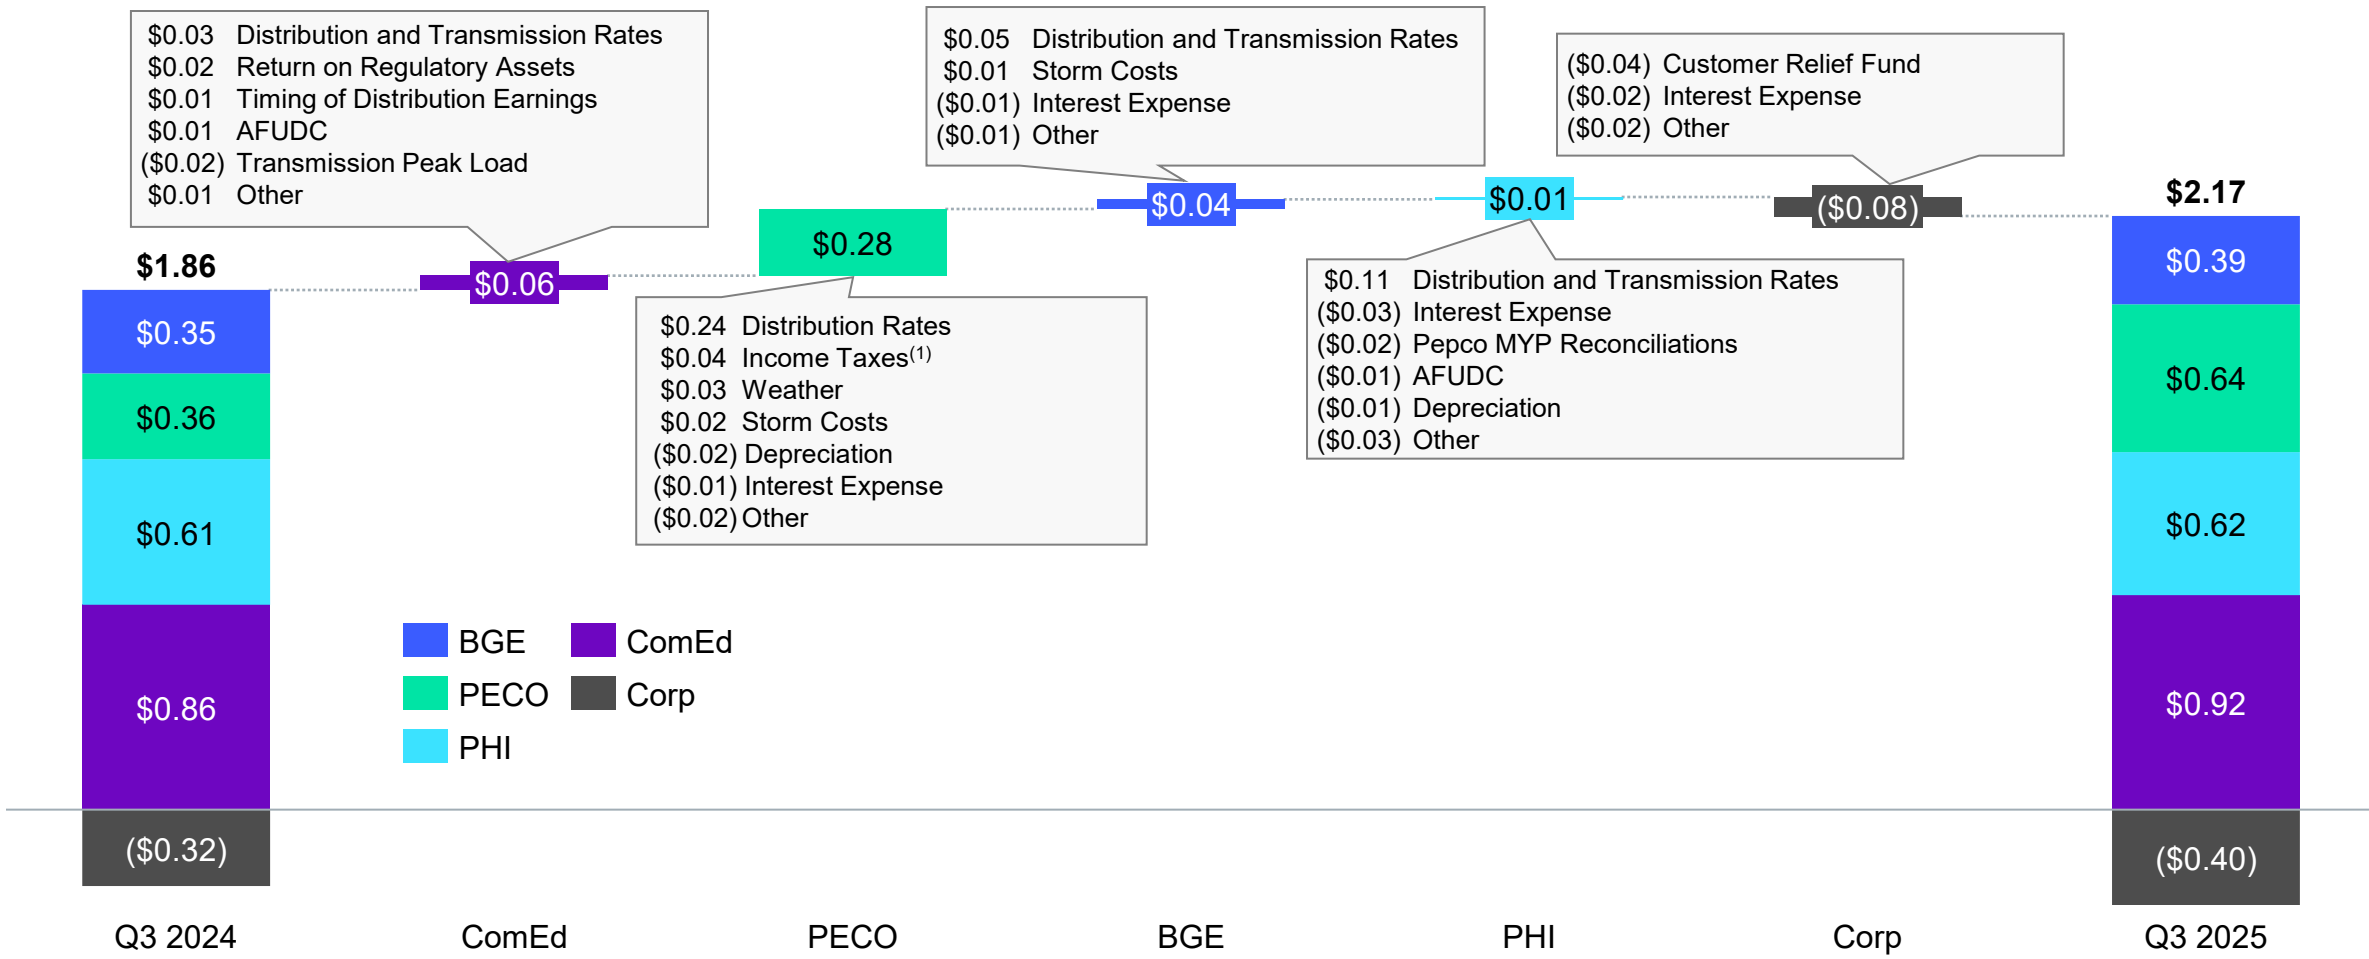 $0.03 Distribution and Transmission Rates
$0.02 Return on Regulatory Assets
$0.01 Timing of Distribution Earnings
$0.01 AFUDC
($0.02) Transmission Peak Load
$0.01 Other
$0.05 Distribution and Transmission Rates
$0.01 Storm Costs
($0.01) Interest Expense
($0.01) Other
($0.04) Customer Relief Fund
($0.02) Interest Expense
($0.02) Other
$1.86
$0.35
$0.36
$0.61
$0.86
($0.32)
$0.06
$0.28
$0.24 Distribution Rates
$0.04 Income Taxes(1)
$0.03 Weather
$0.02 Storm Costs
($0.02) Depreciation
($0.01) Interest Expense
($0.02) Other
$0.04
$0.01
$0.11 Distribution and Transmission Rates
($0.03) Interest Expense
($0.02) Pepco MYP Reconciliations
($0.01) AFUDC
($0.01) Depreciation
($0.03) Other
($0.08)
$2.17
$0.39
$0.64
$0.62
$0.92
($0.40)
BGE ComEd
PECO Corp
PHI
Q3 2024 ComEd PECO BGE PHI Corp Q3 2025